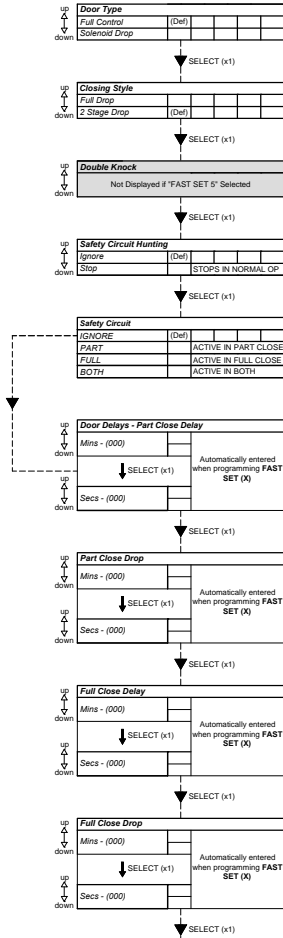 up
down
Door Type
Full Control (Def)
Solenoid Drop
SELECT (x1)
up
down
Closing Style
Full Drop
2 Stage Drop (Def)
SELECT (x1)
up
down
Double Knock
Not Displayed if "FAST SET 5" Selected
SELECT (x1)
up
down
Safety Circuit Hunting
Ignore (Def)
Stop STOPS IN NORMAL OP
SELECT (x1)
Safety Circuit
IGNORE (Def)
PART ACTIVE IN PART CLOSE
FULL ACTIVE IN FULL CLOSE
BOTH ACTIVE IN BOTH
Door Delays - Part Close Delay
up
down
Mins - (000)
SELECT (x1)
up
down
Secs - (000)
Automatically entered
when programming FAST
SET (X)
SELECT (x1)
Part Close Drop
up
down
Mins - (000)
SELECT (x1)
up
down
Secs - (000)
Automatically entered
when programming FAST
SET (X)
SELECT (x1)
Full Close Delay
up
down
Mins - (000)
SELECT (x1)
up
down
Secs - (000)
Automatically entered
when programming FAST
SET (X)
SELECT (x1)
Full Close Drop
up
down
Mins - (000)
SELECT (x1)
up
down
Secs - (000)
Automatically entered
when programming FAST
SET (X)
SELECT (x1)